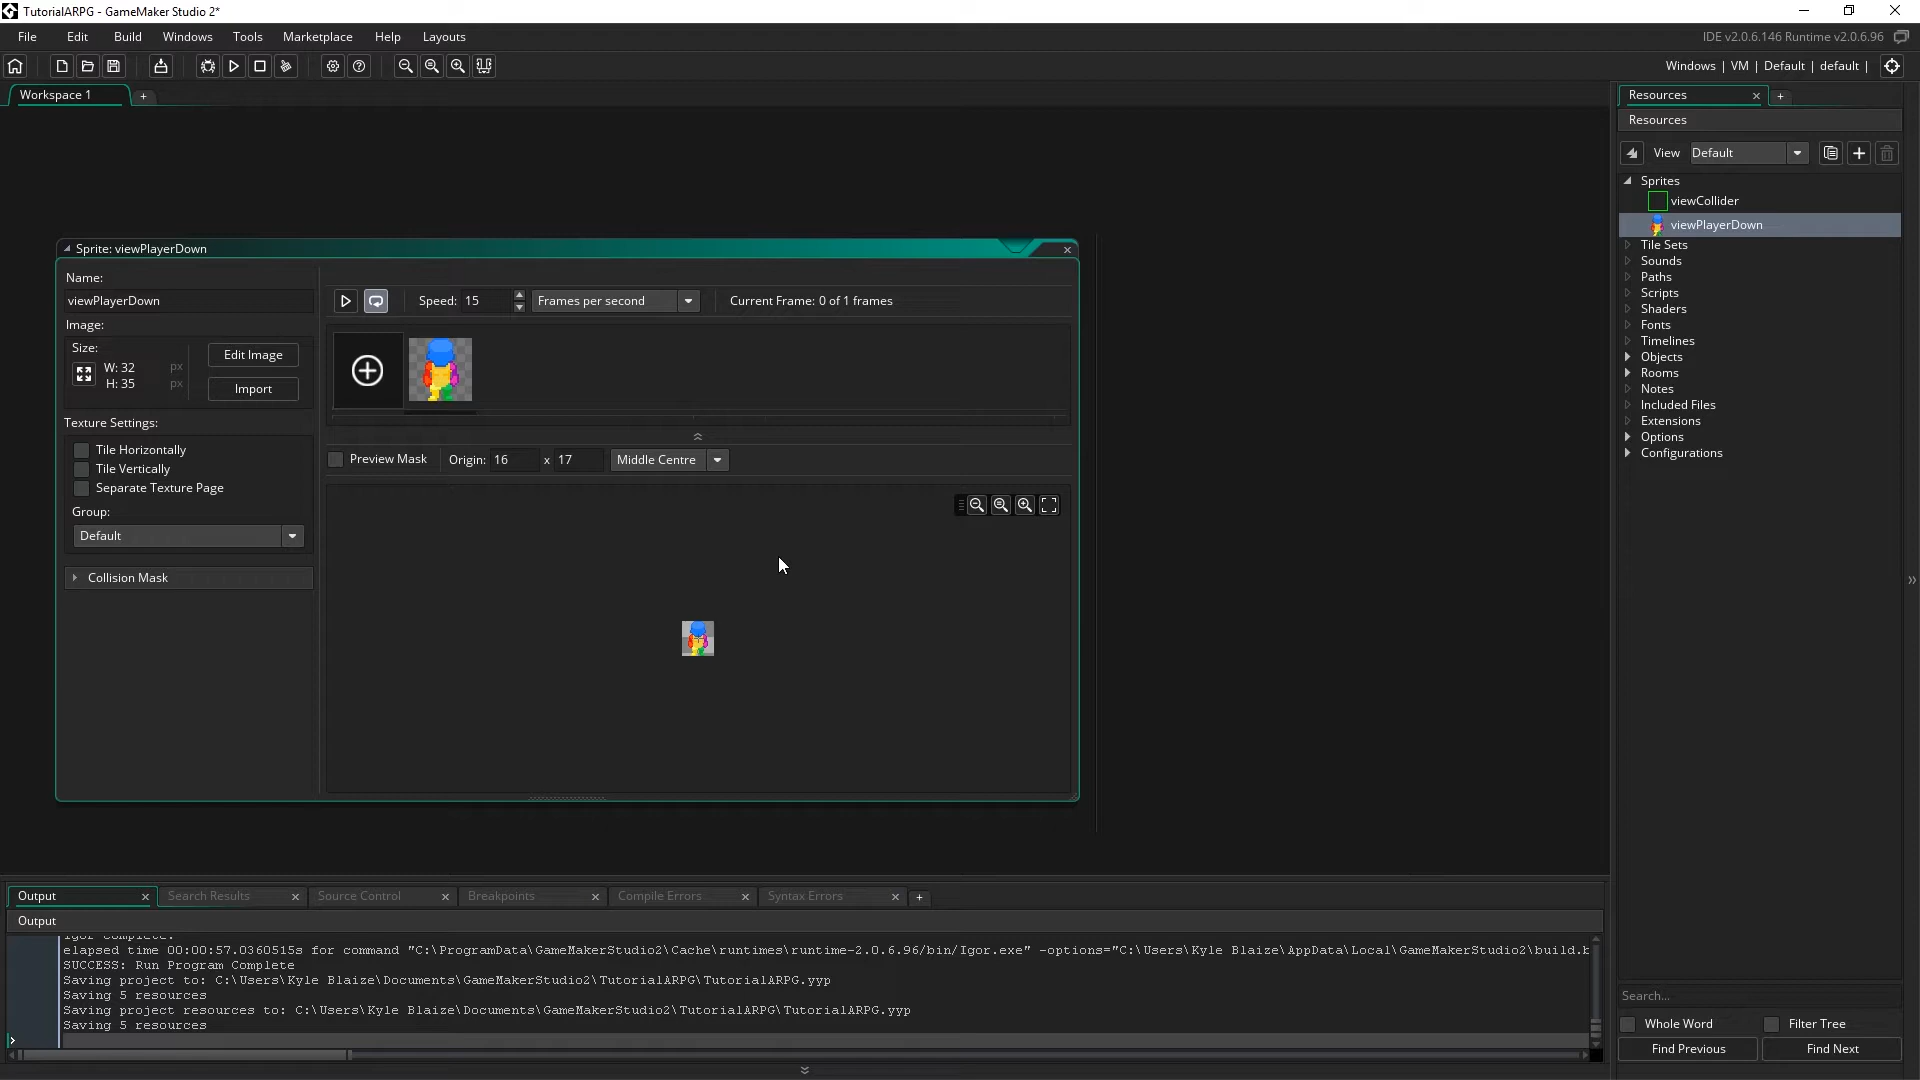 TutorialARPG - GameMaker Studio 2*
File Edit Build Windows Tools Marketplace Help Layouts
IDE v2.0.6.146 Runtime v2.0.6.96
Windows | VM | Default | default |
Workspace 1
Resources
Resources
View Default
Sprites
viewCollider
viewPlayerDown
Tile Sets
Sounds
Paths
Scripts
Shaders
Fonts
Timelines
Objects
Rooms
Notes
Included Files
Extensions
Options
Configurations
Sprite: viewPlayerDown
Name:
viewPlayerDown
Image:
Size:
W: 32 px
H: 35 px
Edit Image
Import
Texture Settings:
Tile Horizontally
Tile Vertically
Separate Texture Page
Group:
Default
Collision Mask
Speed: 15 Frames per second Current Frame: 0 of 1 frames
Preview Mask Origin: 16 x 17 Middle Centre
Output Search Results Source Control Breakpoints Compile Errors Syntax Errors
Output
Igor complete.
elapsed time 00:00:57.0360515s for command "C:\ProgramData\GameMakerStudio2\Cache\runtimes\runtime-2.0.6.96/bin/Igor.exe" -options="C:\Users\Kyle Blaize\AppData\Local\GameMakerStudio2\build.b
SUCCESS: Run Program Complete
Saving project to: C:\Users\Kyle Blaize\Documents\GameMakerStudio2\TutorialARPG\TutorialARPG.yyp
Saving 5 resources
Saving project resources to: C:\Users\Kyle Blaize\Documents\GameMakerStudio2\TutorialARPG\TutorialARPG.yyp
Saving 5 resources
Search...
Whole Word Filter Tree
Find Previous Find Next